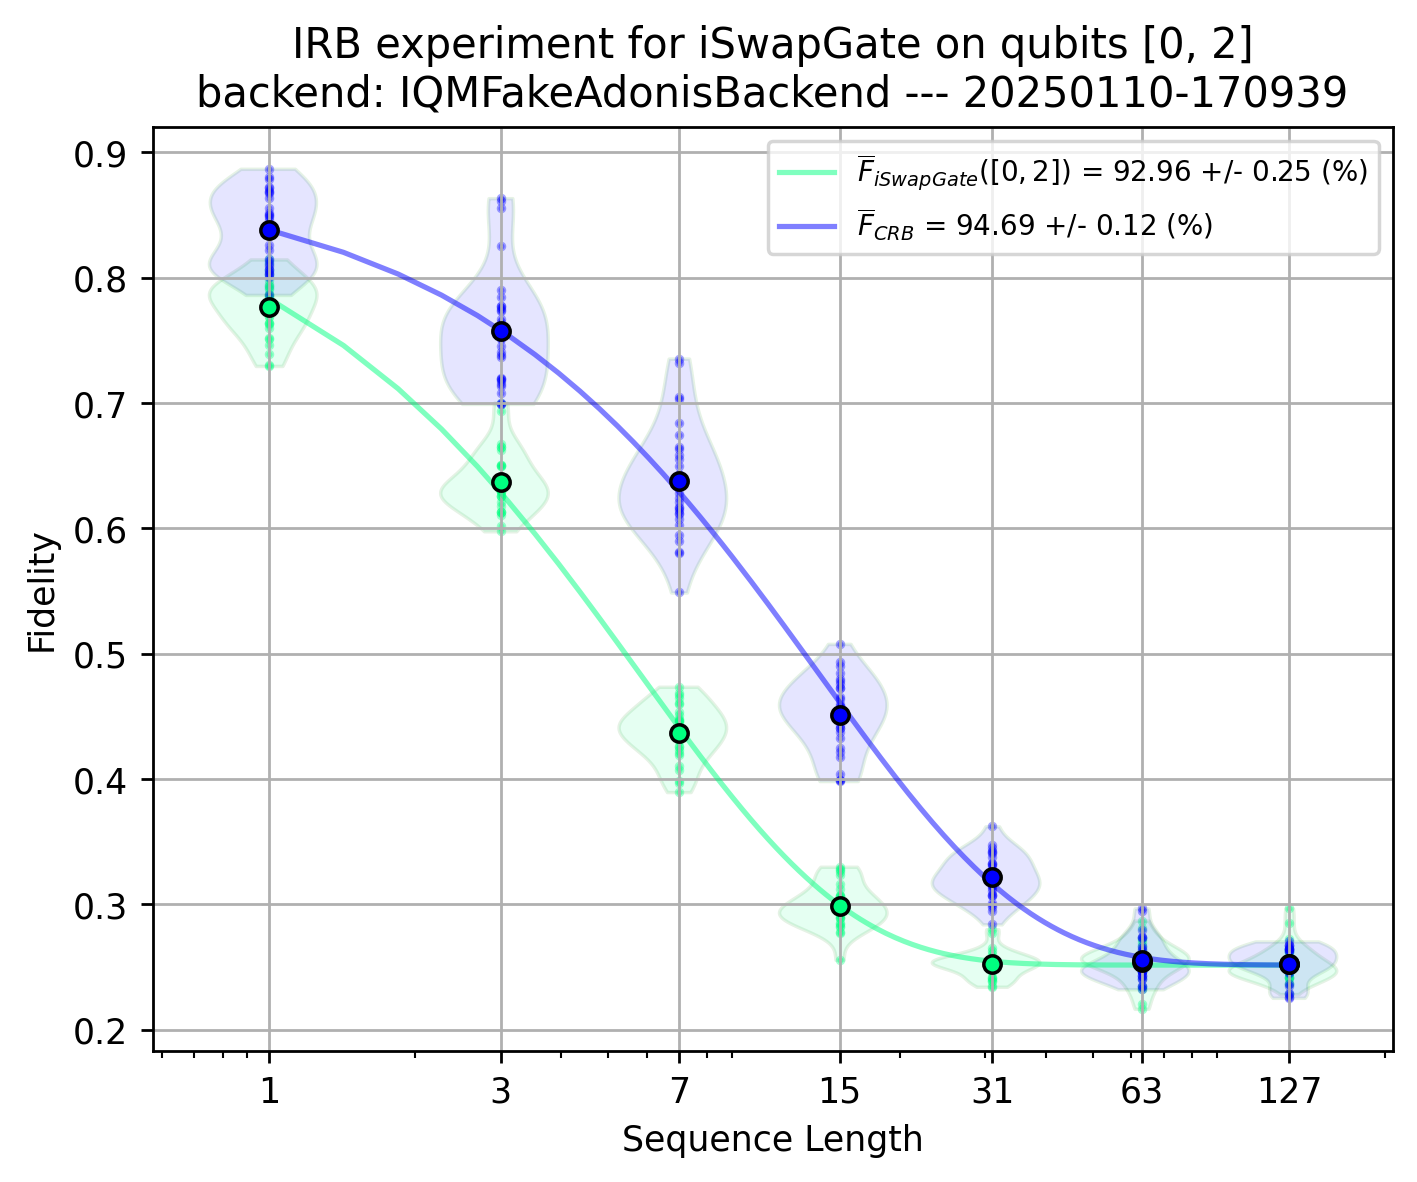 IRB experiment for iSwapGate on qubits [0, 2]
backend: IQMFakeAdonisBackend --- 20250110-170939
F̅_iSwapGate([0, 2]) = 92.96 +/- 0.25 (%)
F̅_CRB = 94.69 +/- 0.12 (%)
Fidelity
0.9
0.8
0.7
0.6
0.5
0.4
0.3
0.2
1 3 7 15 31 63 127
Sequence Length